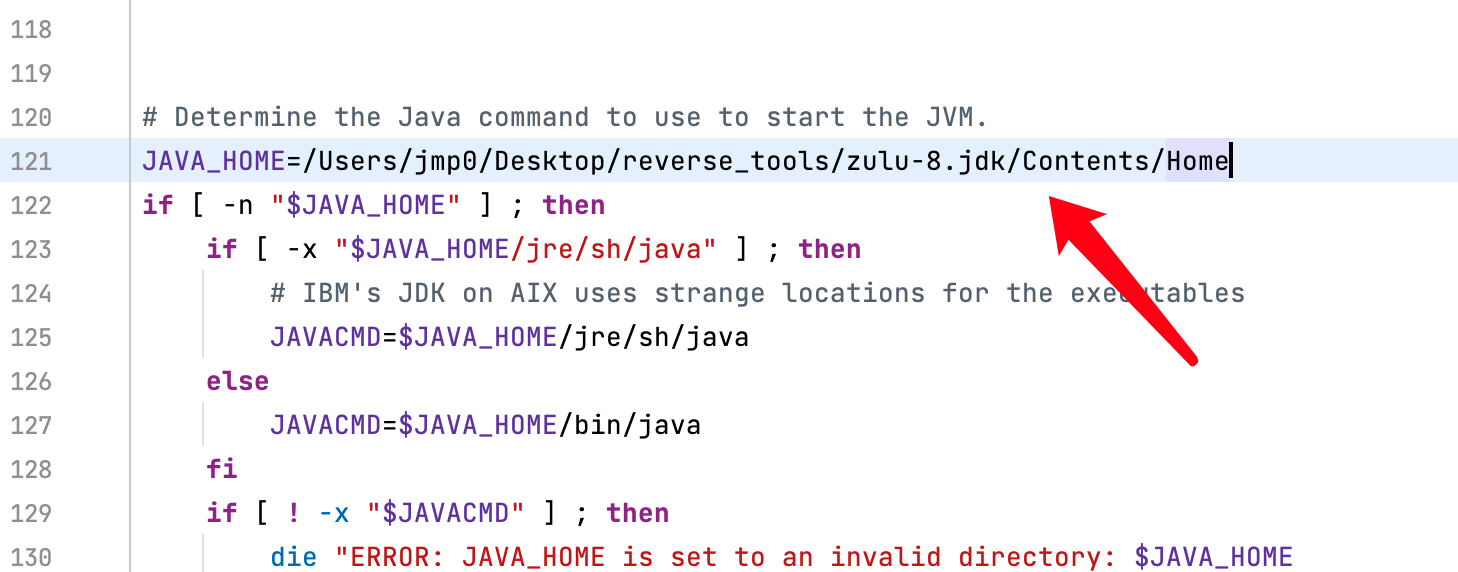 118
119
120 # Determine the Java command to use to start the JVM.
121 JAVA_HOME=/Users/jmp0/Desktop/reverse_tools/zulu-8.jdk/Contents/Home
122 if [ -n "$JAVA_HOME" ] ; then
123     if [ -x "$JAVA_HOME/jre/sh/java" ] ; then
124         # IBM's JDK on AIX uses strange locations for the executables
125         JAVACMD=$JAVA_HOME/jre/sh/java
126     else
127         JAVACMD=$JAVA_HOME/bin/java
128     fi
129     if [ ! -x "$JAVACMD" ] ; then
130         die "ERROR: JAVA_HOME is set to an invalid directory: $JAVA_HOME